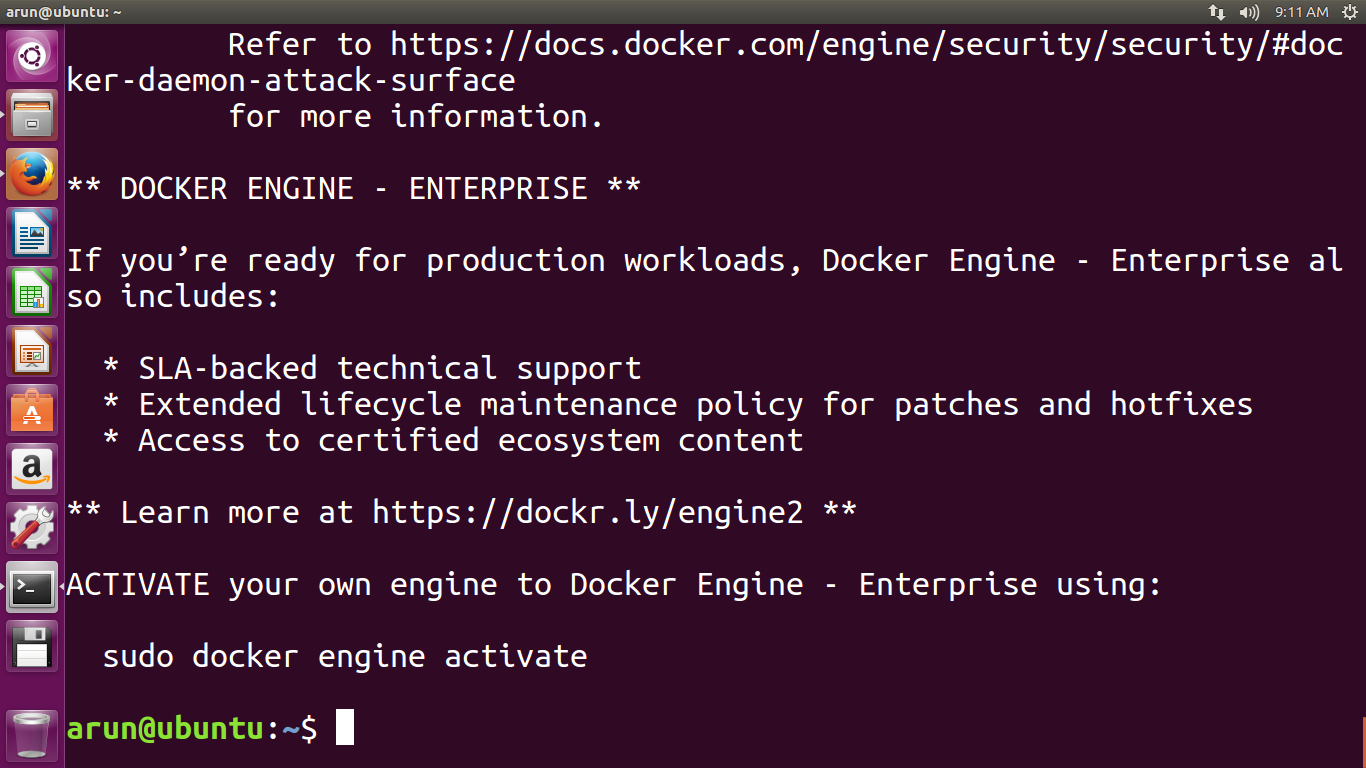 arun@ubuntu: ~
9:11 AM
Refer to https://docs.docker.com/engine/security/security/#doc
ker-daemon-attack-surface
for more information.
** DOCKER ENGINE - ENTERPRISE **
If you’re ready for production workloads, Docker Engine - Enterprise al
so includes:
* SLA-backed technical support
* Extended lifecycle maintenance policy for patches and hotfixes
* Access to certified ecosystem content
** Learn more at https://dockr.ly/engine2 **
ACTIVATE your own engine to Docker Engine - Enterprise using:
sudo docker engine activate
arun@ubuntu:~$